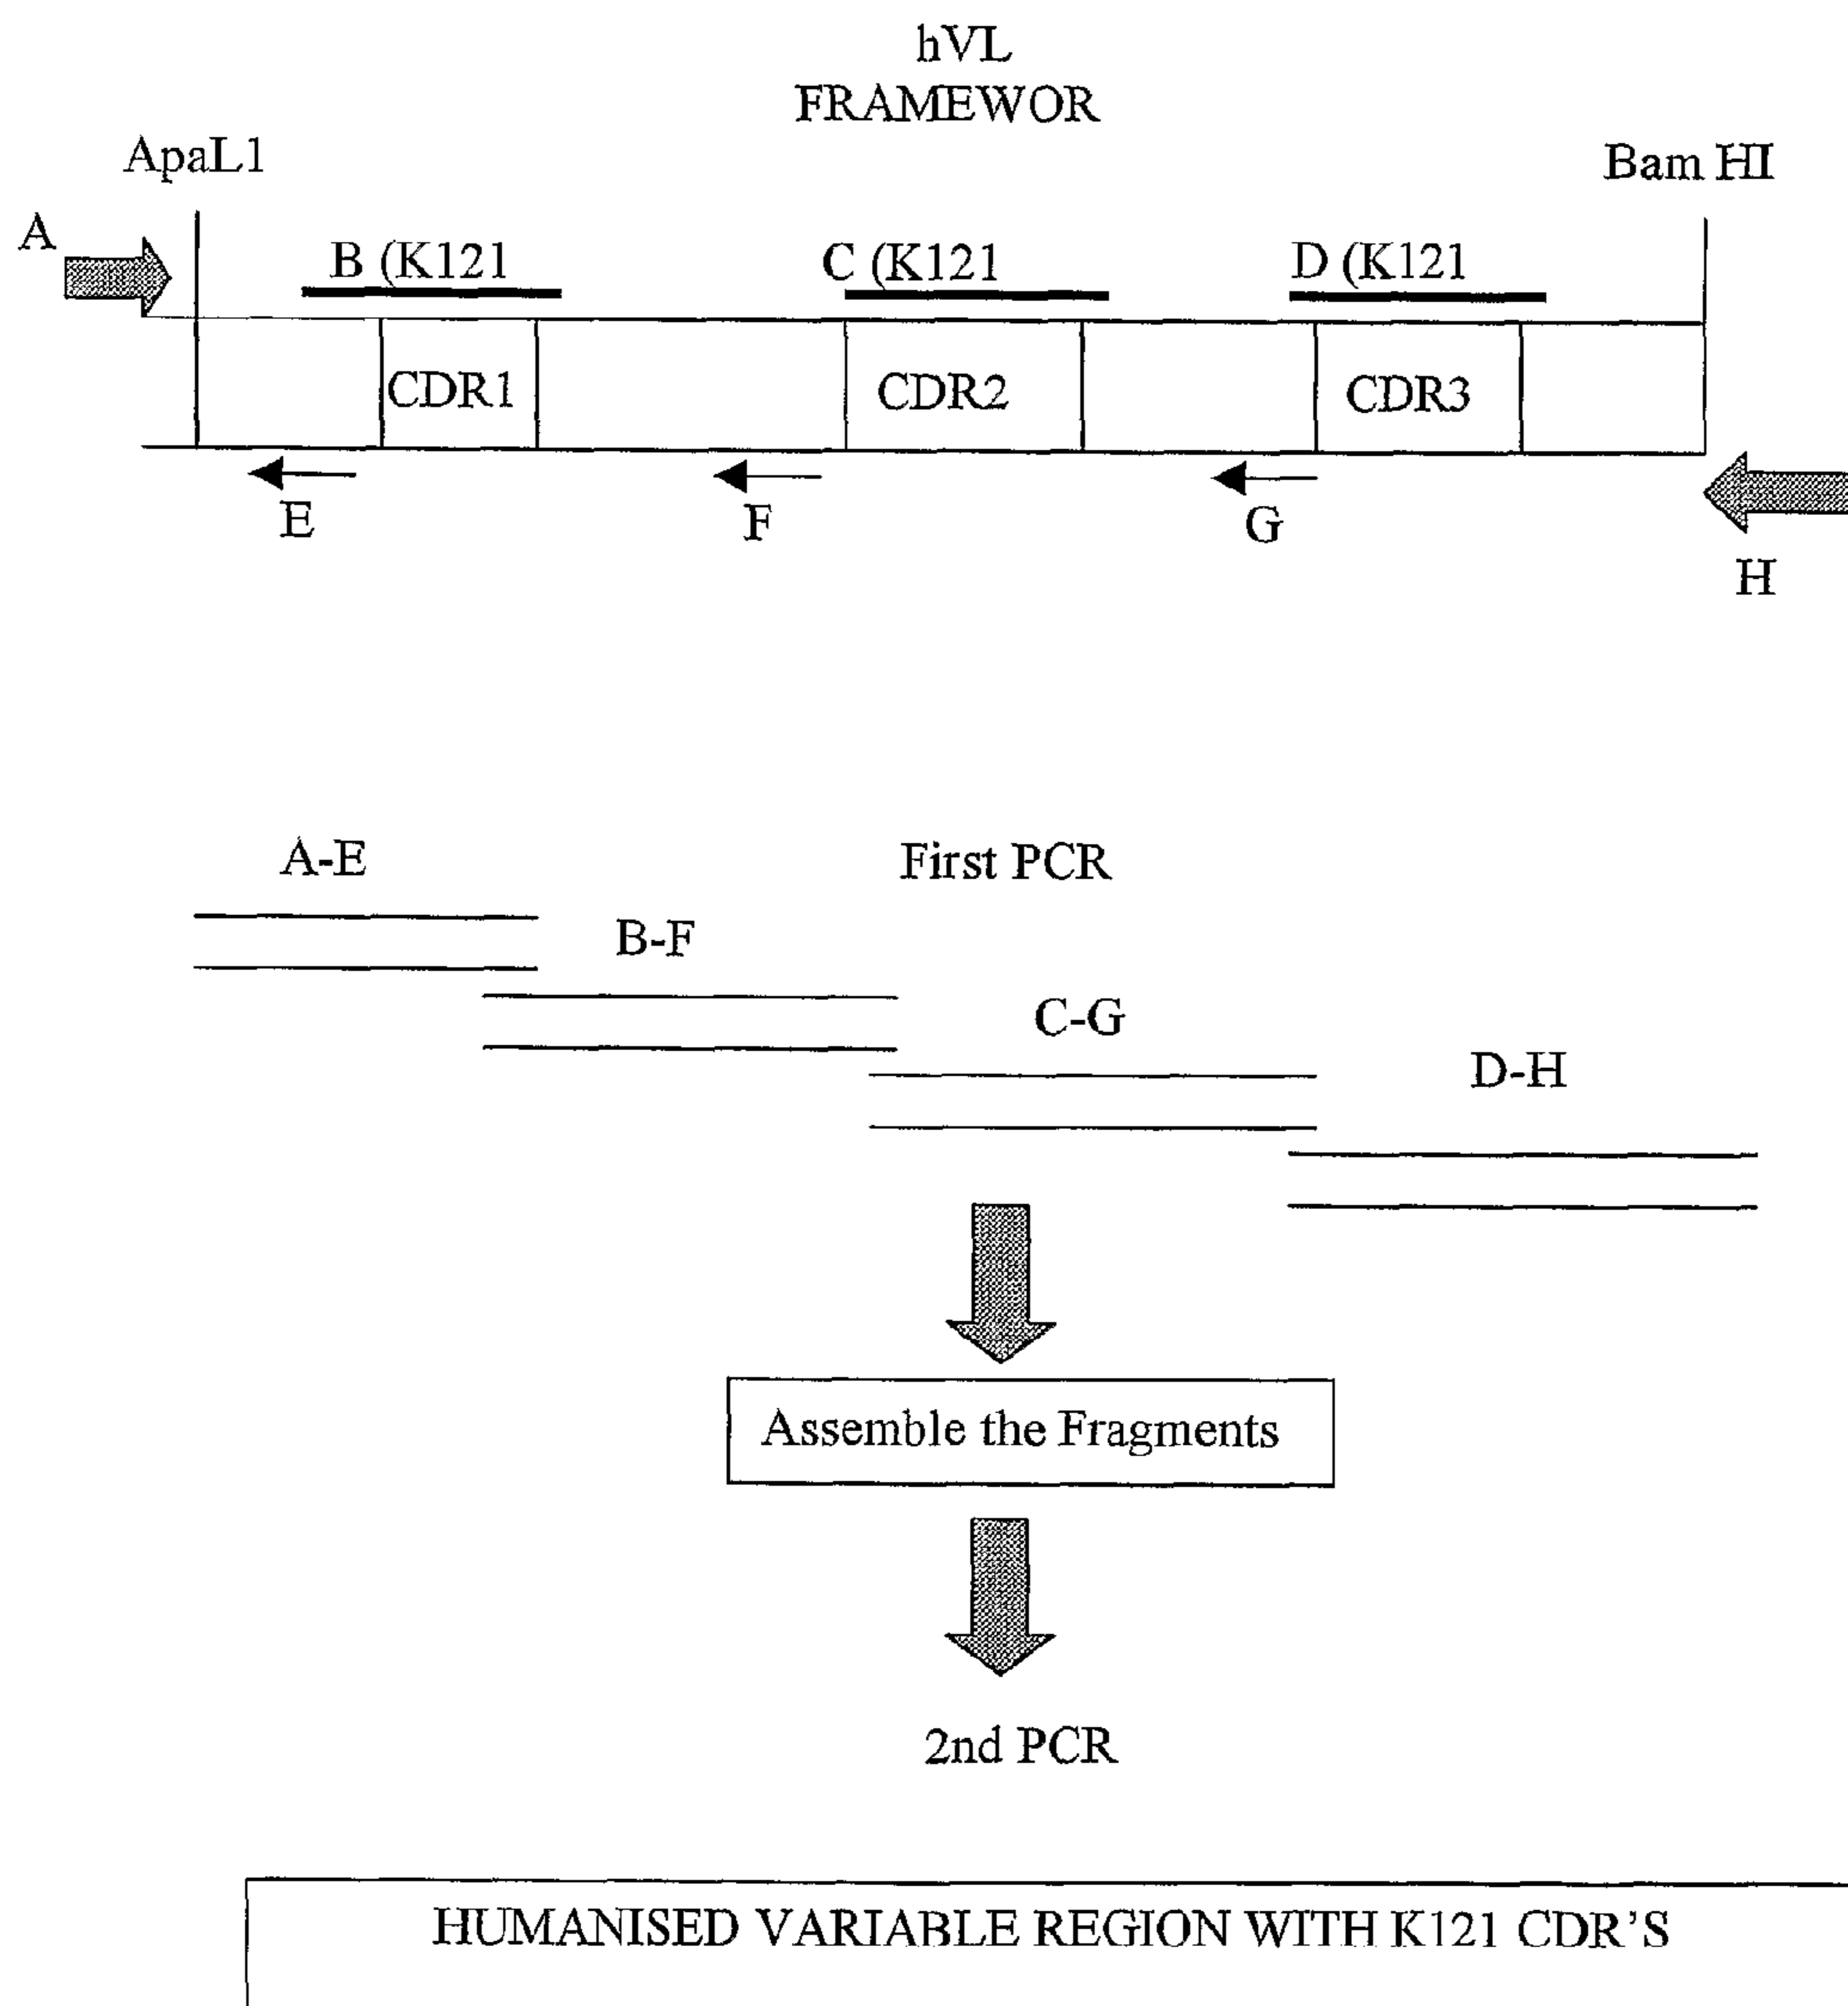 hVL
FRAMEWOR
ApaL1
Bam HI
A
B (K121
C (K121
D (K121
CDR1
CDR2
CDR3
E
F
G
H
A-E
First PCR
B-F
C-G
D-H
Assemble the Fragments
2nd PCR
HUMANISED VARIABLE REGION WITH K121 CDR'S